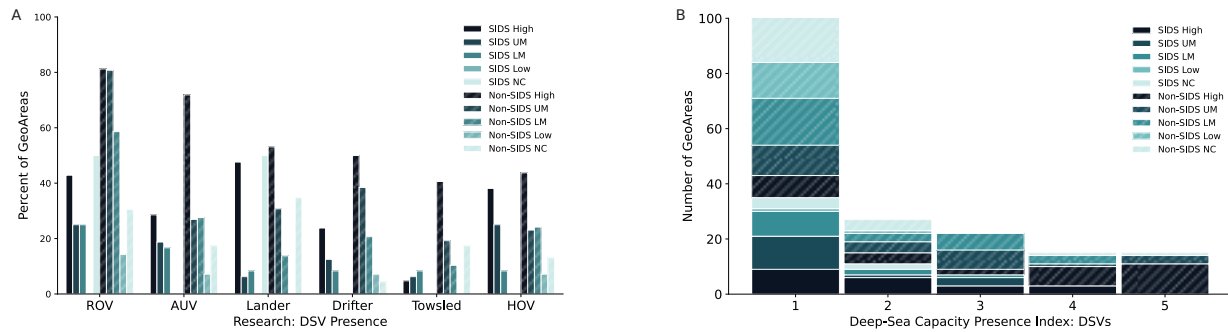 A
100
80
60
40
20
0
Percent of GeoAreas
SIDS High
SIDS UM
SIDS LM
SIDS Low
SIDS NC
Non-SIDS High
Non-SIDS UM
Non-SIDS LM
Non-SIDS Low
Non-SIDS NC
ROV AUV Lander Drifter Towsled HOV
Research: DSV Presence
B
100
80
60
40
20
0
Number of GeoAreas
SIDS High
SIDS UM
SIDS LM
SIDS Low
SIDS NC
Non-SIDS High
Non-SIDS UM
Non-SIDS LM
Non-SIDS Low
Non-SIDS NC
1 2 3 4 5
Deep-Sea Capacity Presence Index: DSVs